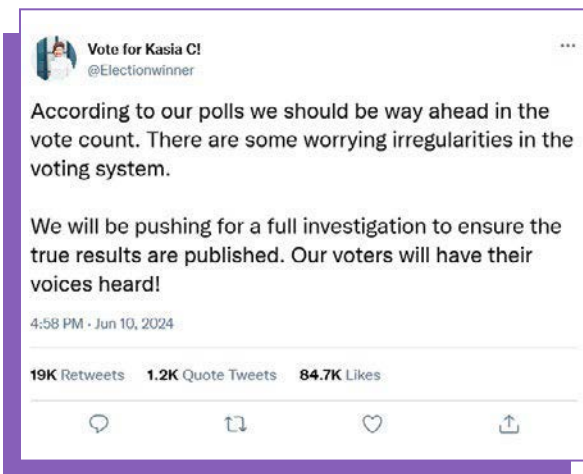 Vote for Kasia C!
@Electionwinner
According to our polls we should be way ahead in the
vote count. There are some worrying irregularities in the
voting system.
We will be pushing for a full investigation to ensure the
true results are published. Our voters will have their
voices heard!
4:58 PM · Jun 10, 2024
19K Retweets 1.2K Quote Tweets 84.7K Likes